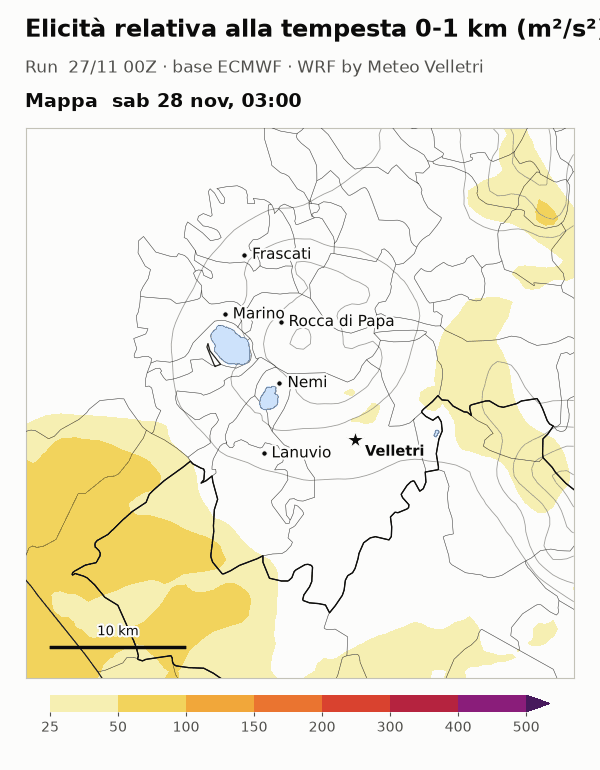 Elicità relativa alla tempesta 0-1 km (m²/s²)
Run 27/11 00Z · base ECMWF · WRF by Meteo Velletri
Mappa sab 28 nov, 03:00
Frascati
Marino
Rocca di Papa
Nemi
Velletri
Lanuvio
10 km
25 50 100 150 200 300 400 500